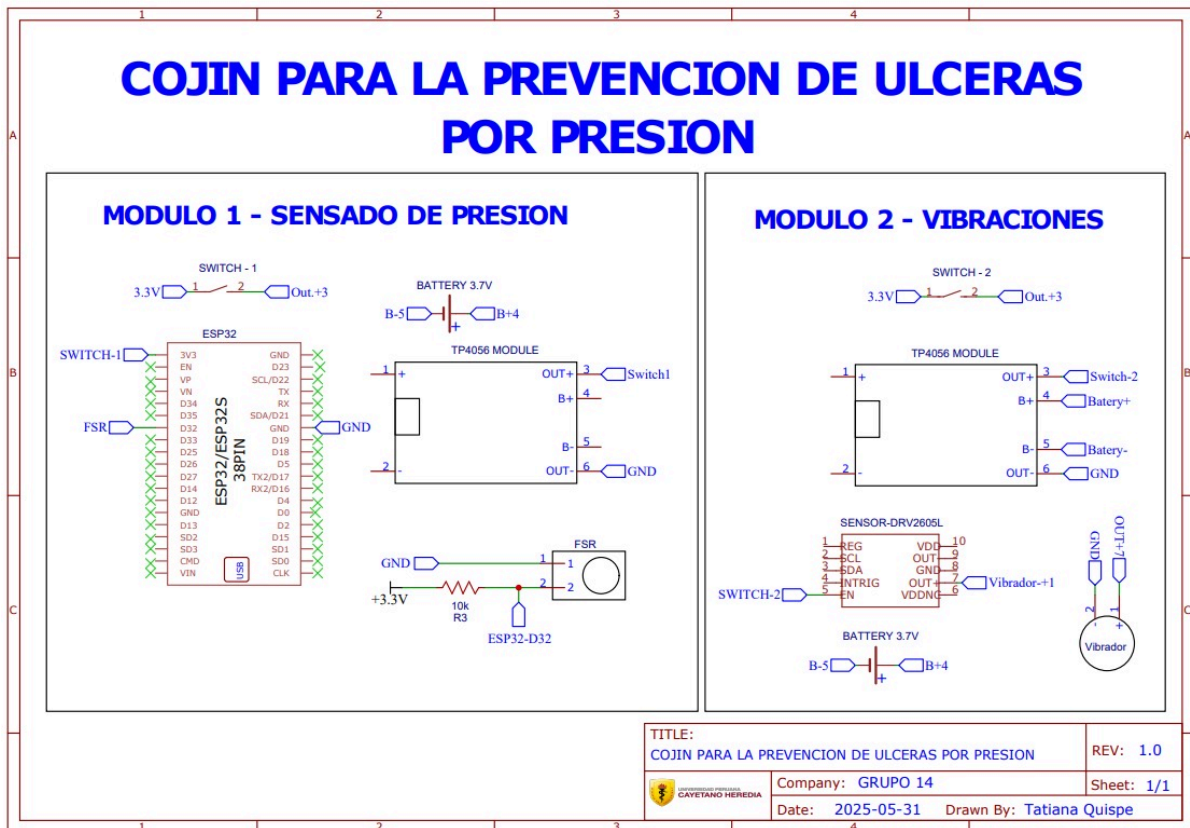 1 2 3 4
COJIN PARA LA PREVENCION DE ULCERAS
POR PRESION
A A
B B
C C
MODULO 1 - SENSADO DE PRESION
SWITCH - 1
3.3V 1 2 Out.+3
BATTERY 3.7V
B-5 + B+4
ESP32
SWITCH-1
FSR
GND
ESP32/ESP32S
38PIN
USB
3V3 GND
EN D23
VP SCL/D22
VN TX
D34 RX
D35 SDA/D21
D32 GND
D33 D19
D25 D18
D26 D5
D27 TX2/D17
D14 RX2/D16
D12 D4
GND D0
D13 D2
SD2 D15
SD3 SD1
CMD SD0
VIN CLK
TP4056 MODULE
1 + OUT+ 3 Switch1
B+ 4
B- 5
2 - OUT- 6 GND
FSR
GND 1 1
+3.3V 2 2
10k
R3
ESP32-D32
MODULO 2 - VIBRACIONES
SWITCH - 2
3.3V 1 2 Out.+3
TP4056 MODULE
1 + OUT+ 3 Switch-2
B+ 4 Batery+
B- 5 Batery-
2 - OUT- 6 GND
SENSOR-DRV2605L
1 REG VDD 10
2 SCL OUT- 9
3 SDA GND 8
4 INTRIG OUT+ 7 Vibrador-+1
SWITCH-2 5 EN VDDNC 6
BATTERY 3.7V
B-5 + B+4
GND OUT+7
2 1
- +
Vibrador
TITLE:
COJIN PARA LA PREVENCION DE ULCERAS POR PRESION
REV: 1.0
UNIVERSIDAD PERUANA
CAYETANO HEREDIA
Company: GRUPO 14
Sheet: 1/1
Date: 2025-05-31 Drawn By: Tatiana Quispe
1 2 3 4